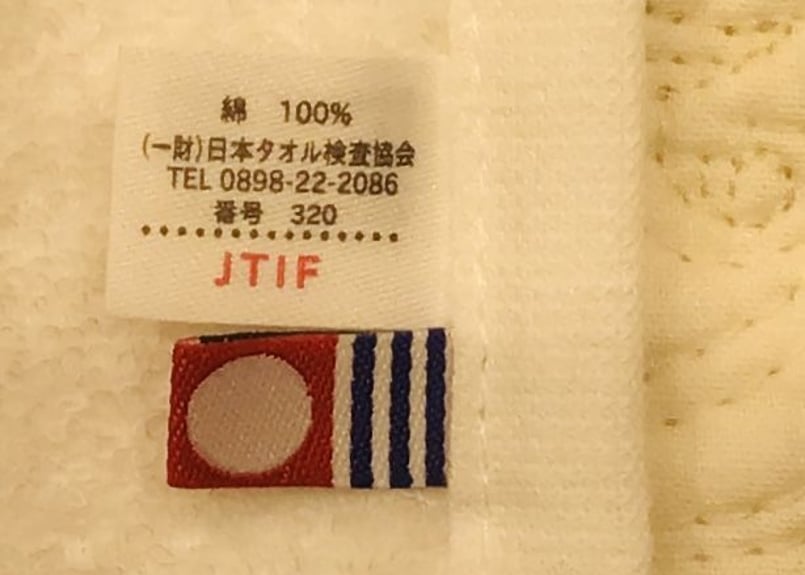 綿　100%
(一財)日本タオル検査協会
TEL 0898-22-2086
番号　320
JTIF